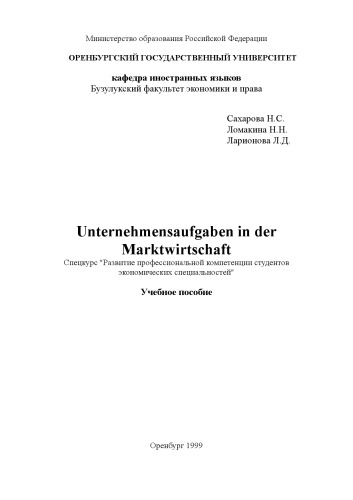 Министерство образования Российской Федерации
ОРЕНБУРГСКИЙ ГОСУДАРСТВЕННЫЙ УНИВЕРСИТЕТ
кафедра иностранных языков
Бузулукский факультет экономики и права
Сахарова Н.С.
Ломакина Н.Н.
Ларионова Л.Д.
Unternehmensaufgaben in der
Marktwirtschaft
Спецкурс "Развитие профессиональной компетенции студентов
экономических специальностей"
Учебное пособие
Оренбург 1999